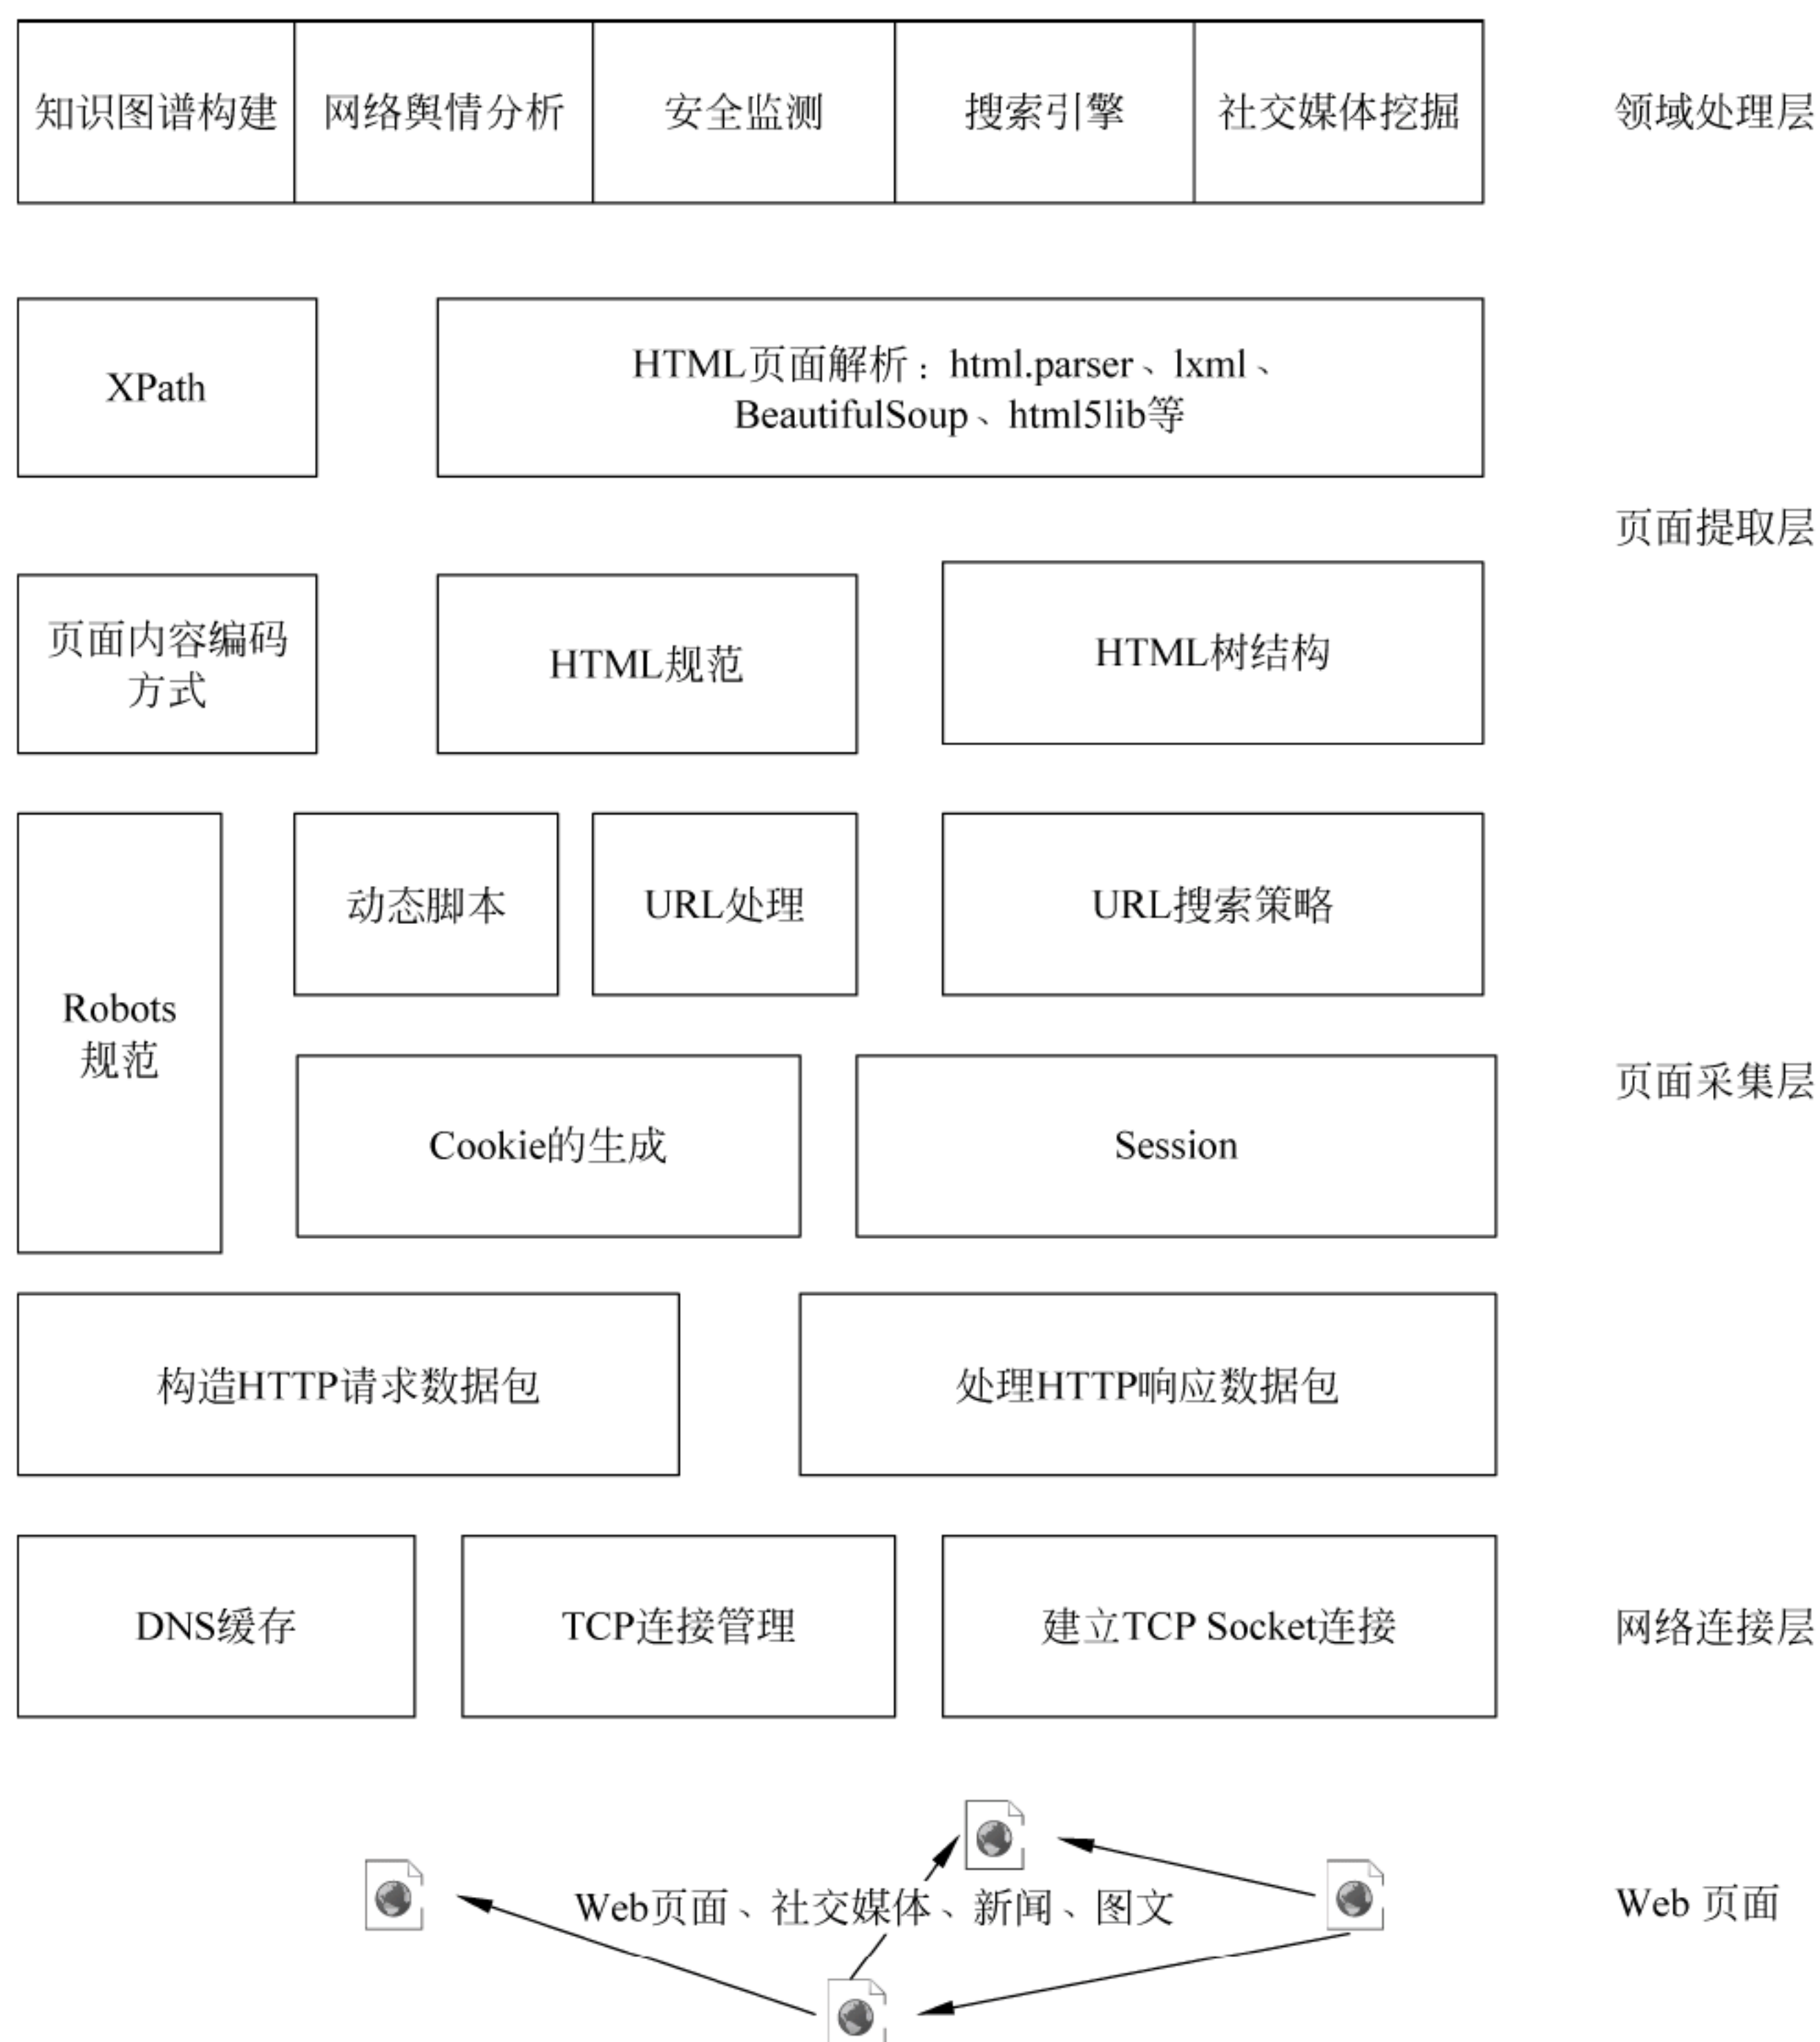 知识图谱构建
网络舆情分析
安全监测
搜索引擎
社交媒体挖掘
领域处理层
XPath
HTML页面解析：html.parser、lxml、
BeautifulSoup、html5lib等
页面提取层
页面内容编码
方式
HTML规范
HTML树结构
Robots
规范
动态脚本
URL处理
URL搜索策略
Cookie的生成
Session
页面采集层
构造HTTP请求数据包
处理HTTP响应数据包
DNS缓存
TCP连接管理
建立TCP Socket连接
网络连接层
Web页面、社交媒体、新闻、图文
Web 页面